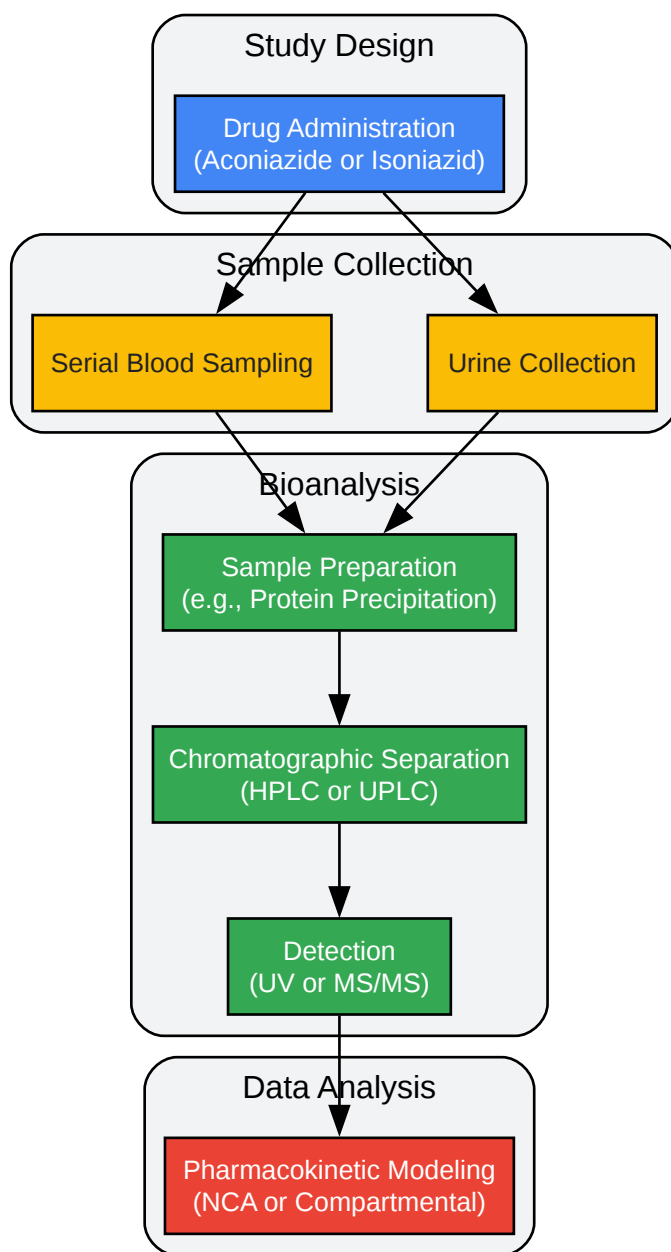 Study Design
Drug Administration
(Aconiazide or Isoniazid)
Sample Collection
Serial Blood Sampling
Urine Collection
Bioanalysis
Sample Preparation
(e.g., Protein Precipitation)
Chromatographic Separation
(HPLC or UPLC)
Detection
(UV or MS/MS)
Data Analysis
Pharmacokinetic Modeling
(NCA or Compartmental)